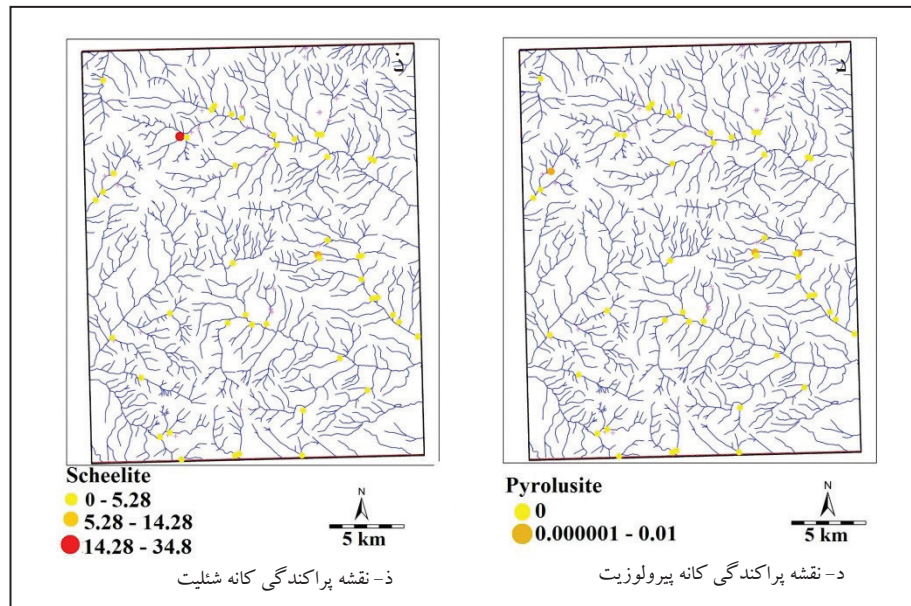 Scheelite
0 - 5.28
5.28 - 14.28
14.28 - 34.8
N
5 km
ذ- نقشه پراکندگی کانه شئلیت
Pyrolusite
0
0.000001 - 0.01
N
5 km
د- نقشه پراکندگی کانه پیرولوزیت